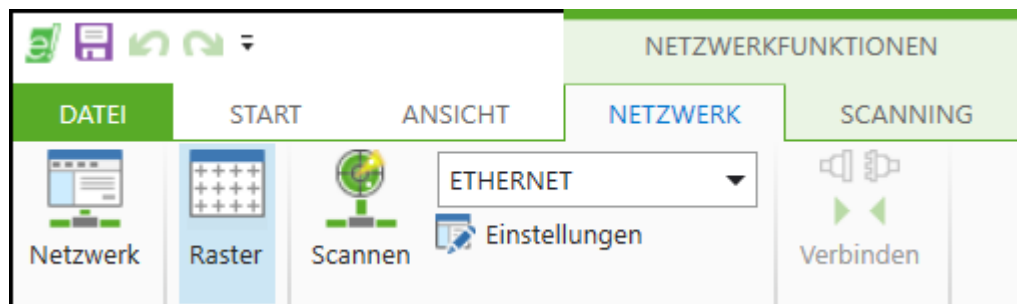 NETZWERKFUNKTIONEN
DATEI START ANSICHT NETZWERK SCANNING
ETHERNET
Einstellungen
Netzwerk Raster Scannen Verbinden